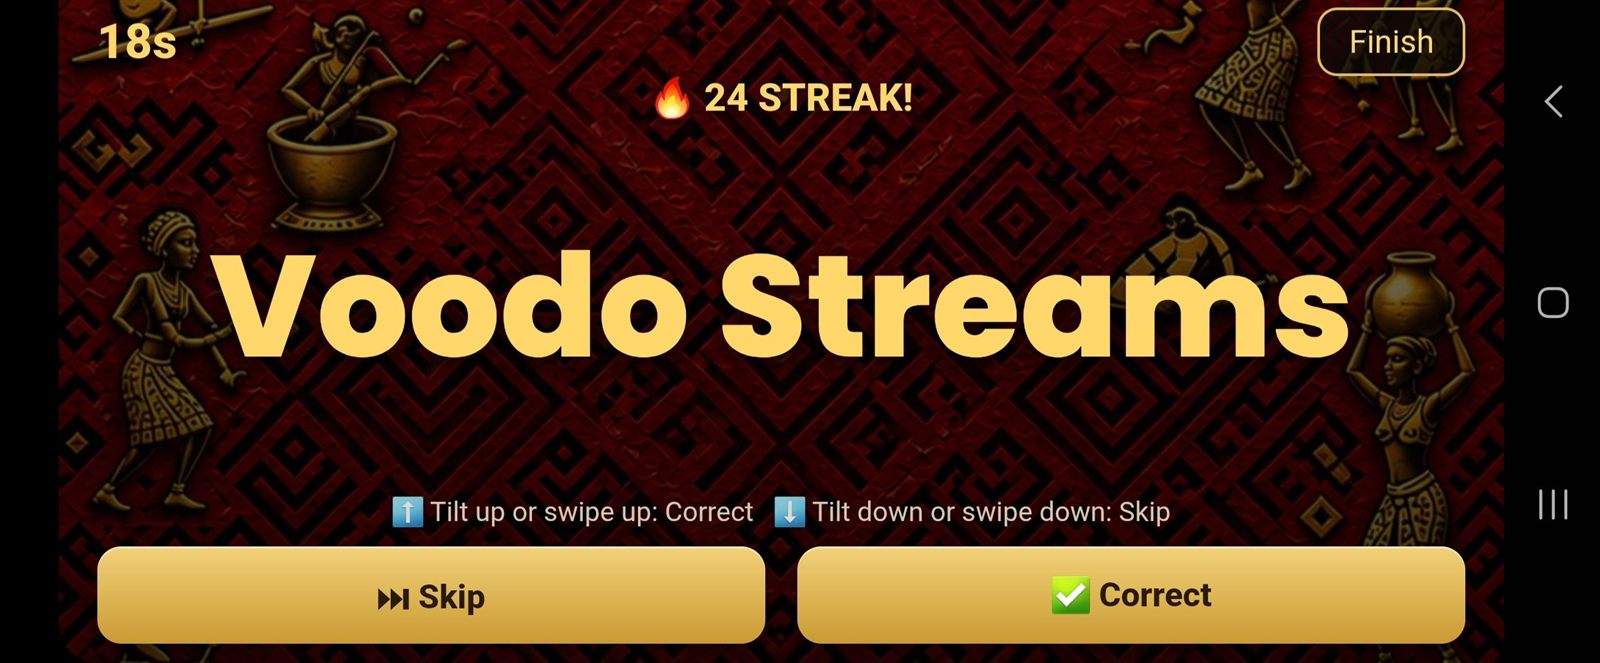 18s
Finish
🔥 24 STREAK!
Voodo Streams
⬆️ Tilt up or swipe up: Correct ⬇️ Tilt down or swipe down: Skip
⏭ Skip
✅ Correct